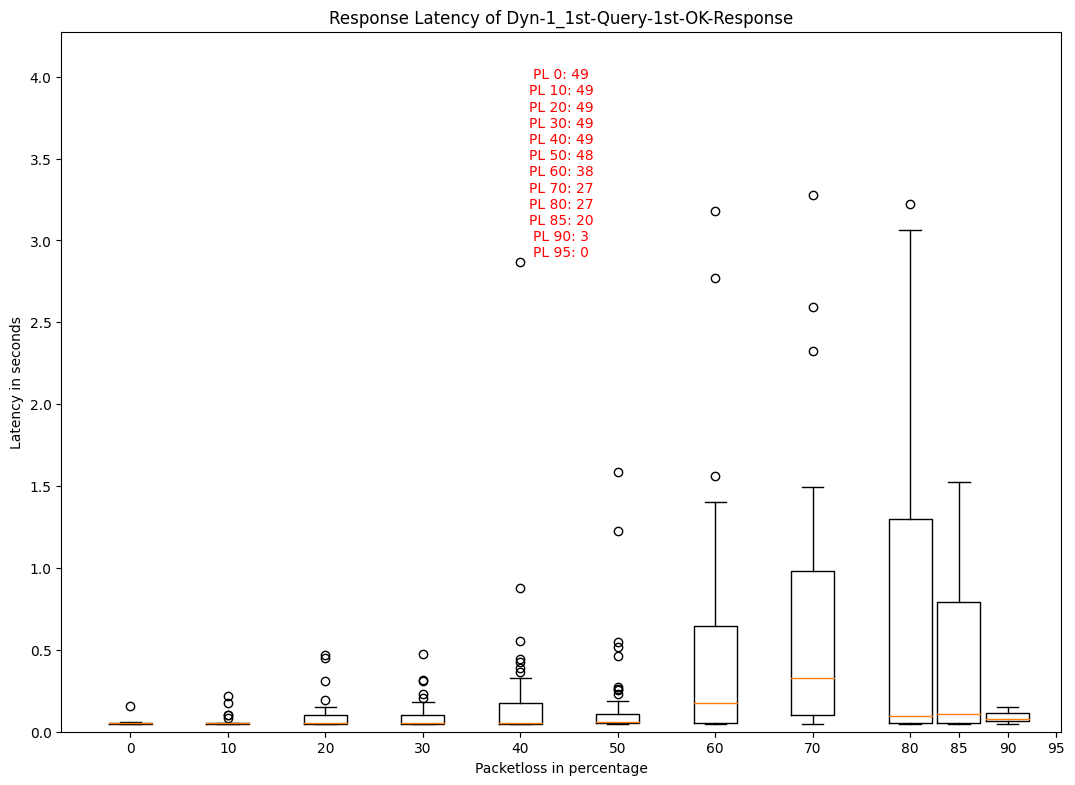 Response Latency of Dyn-1_1st-Query-1st-OK-Response
PL 0: 49
PL 10: 49
PL 20: 49
PL 30: 49
PL 40: 49
PL 50: 48
PL 60: 38
PL 70: 27
PL 80: 27
PL 85: 20
PL 90: 3
PL 95: 0
Latency in seconds
4.0
3.5
3.0
2.5
2.0
1.5
1.0
0.5
0.0
0 10 20 30 40 50 60 70 80 85 90 95
Packetloss in percentage